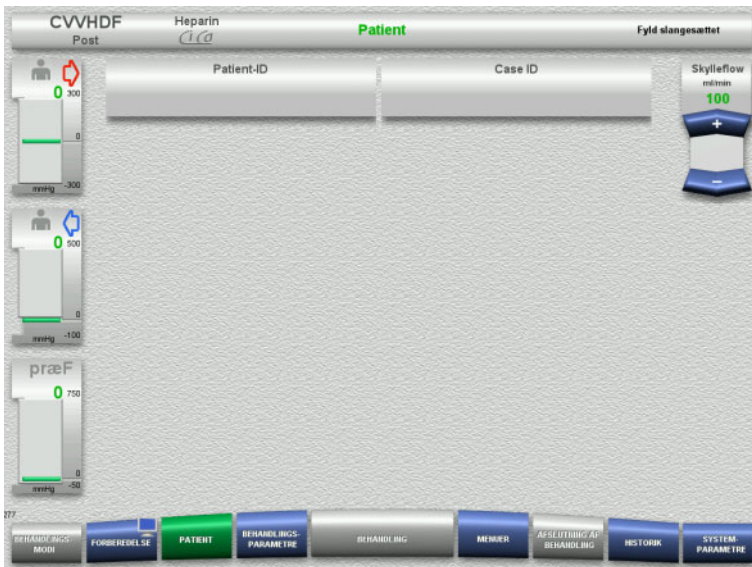 CVVHDF
Post
Heparin
Ci Ca
Patient
Fyld slangesættet
Patient-ID
Case ID
Skylleflow
ml/min
100
+
−
0
300
0
-300
mmHg
0
500
0
-100
mmHg
præF
0
750
0
-50
mmHg
277
BEHANDLINGS-
MODI
FORBEREDELSE
PATIENT
BEHANDLINGS-
PARAMETRE
BEHANDLING
MENUER
AFSLUTNING AF
BEHANDLING
HISTORIK
SYSTEM-
PARAMETRE